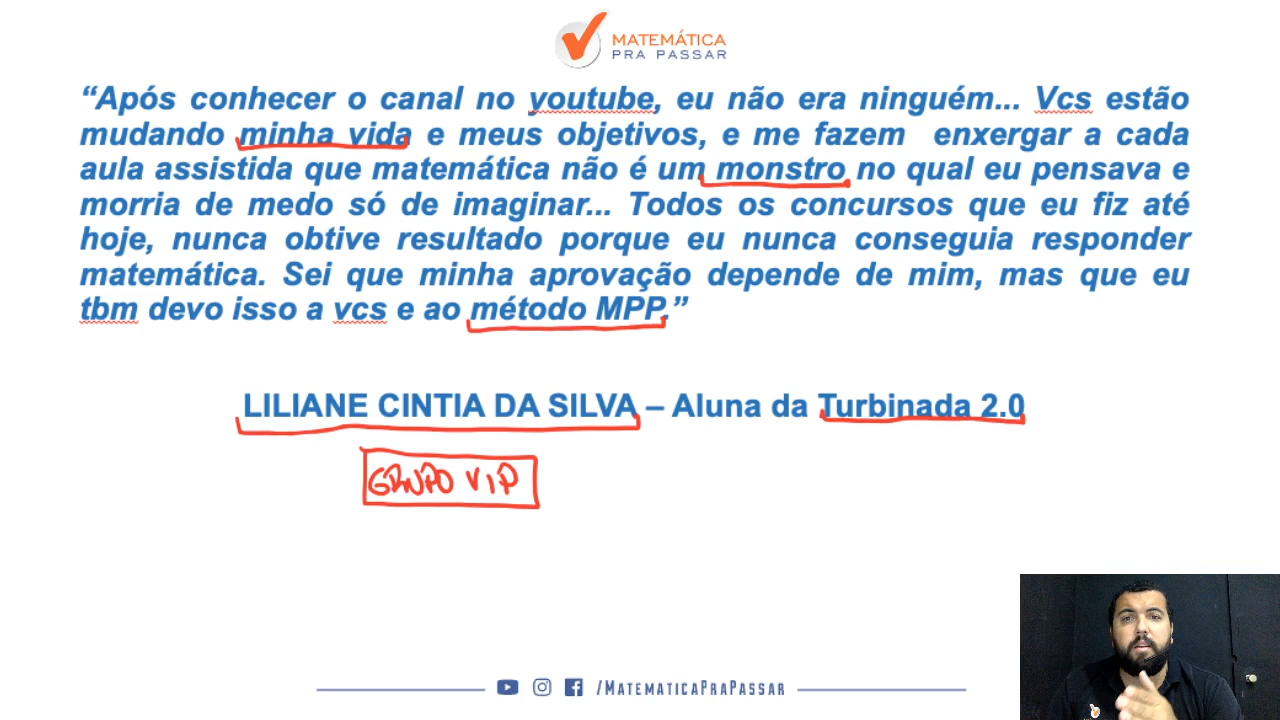 MATEMÁTICA
PRA PASSAR
“Após conhecer o canal no youtube, eu não era ninguém... Vcs estão
mudando minha vida e meus objetivos, e me fazem enxergar a cada
aula assistida que matemática não é um monstro no qual eu pensava e
morria de medo só de imaginar... Todos os concursos que eu fiz até
hoje, nunca obtive resultado porque eu nunca conseguia responder
matemática. Sei que minha aprovação depende de mim, mas que eu
tbm devo isso a vcs e ao método MPP.”
LILIANE CINTIA DA SILVA – Aluna da Turbinada 2.0
GRUPO VIP
/MATEMATICAPRAPASSAR